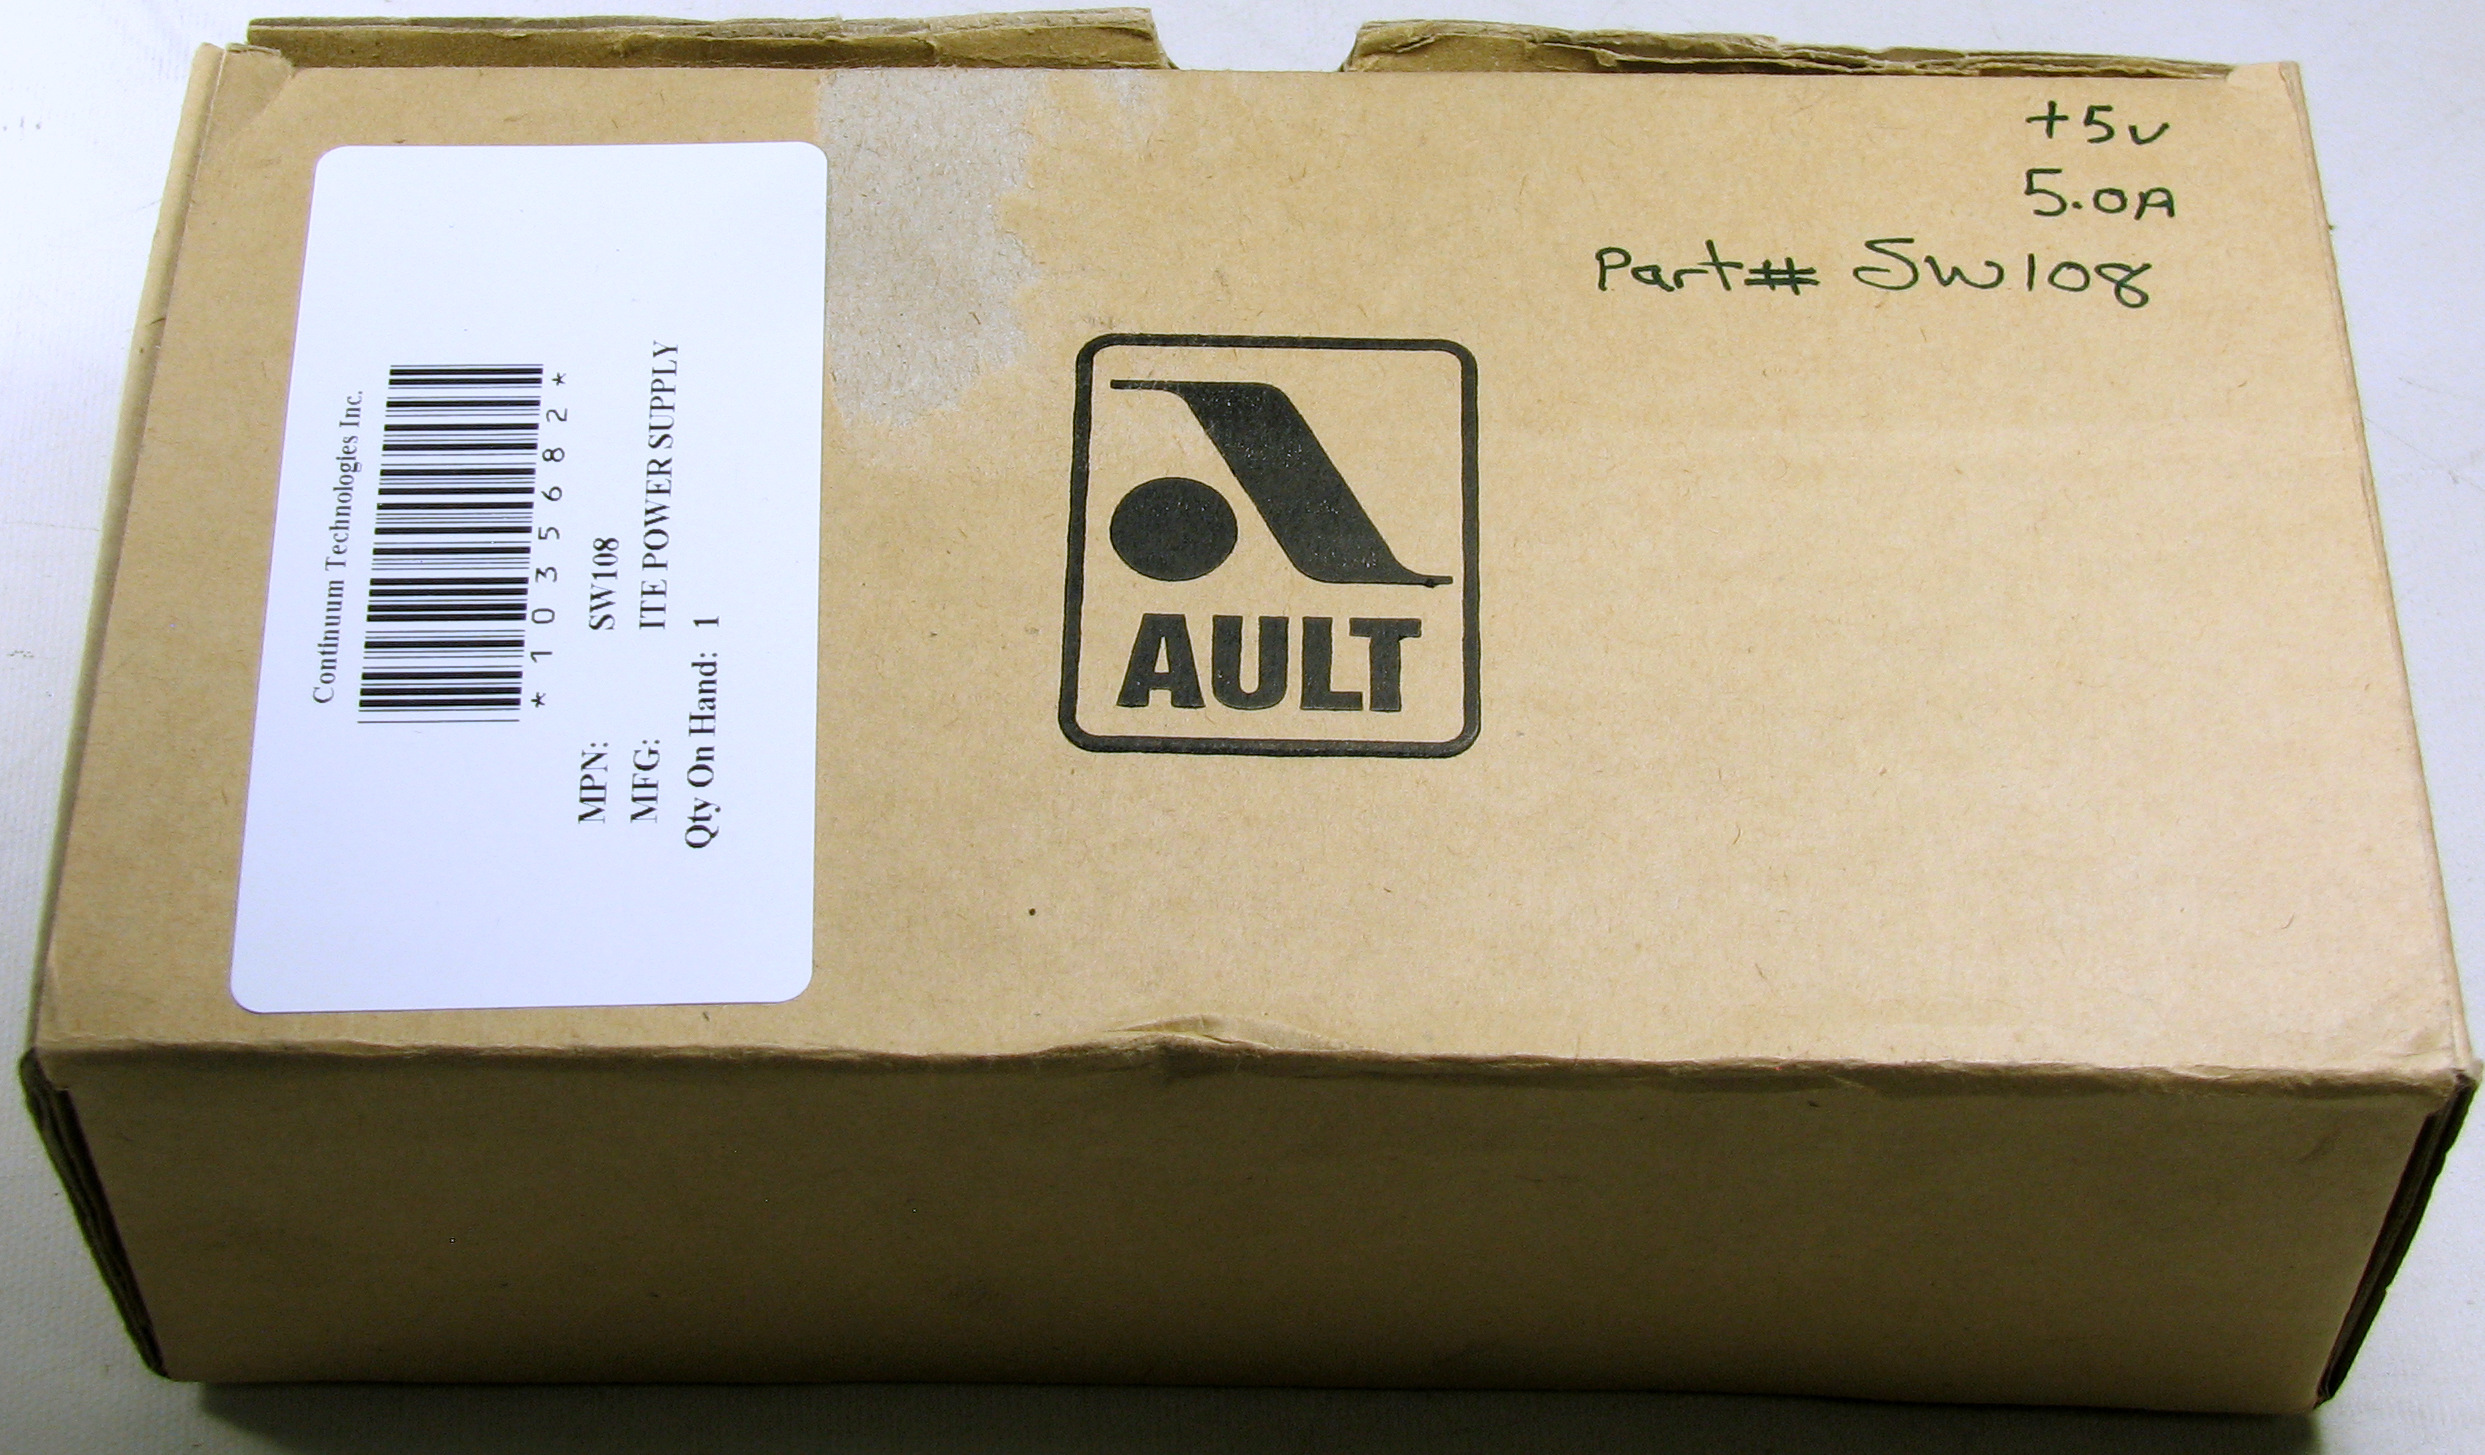 Continuum Technologies Inc.
*1035682*
MPN: SW108
MFG: ITE POWER SUPPLY
Qty On Hand: 1
AULT
+5v
5.0A
Part# SW108